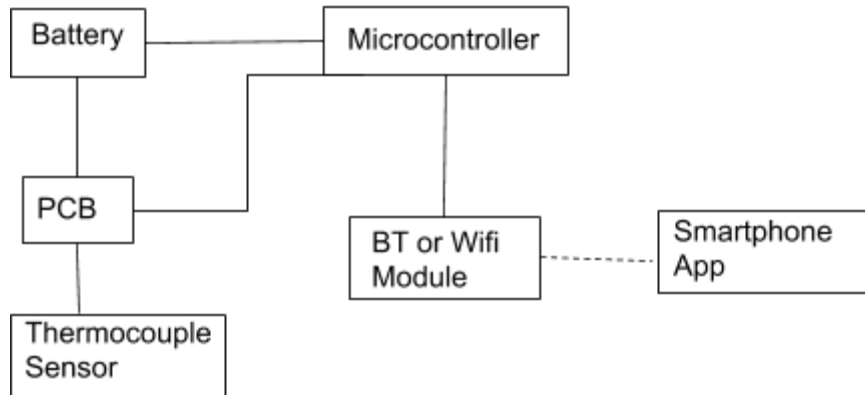 Battery
Microcontroller
PCB
BT or Wifi
Module
Smartphone
App
Thermocouple
Sensor